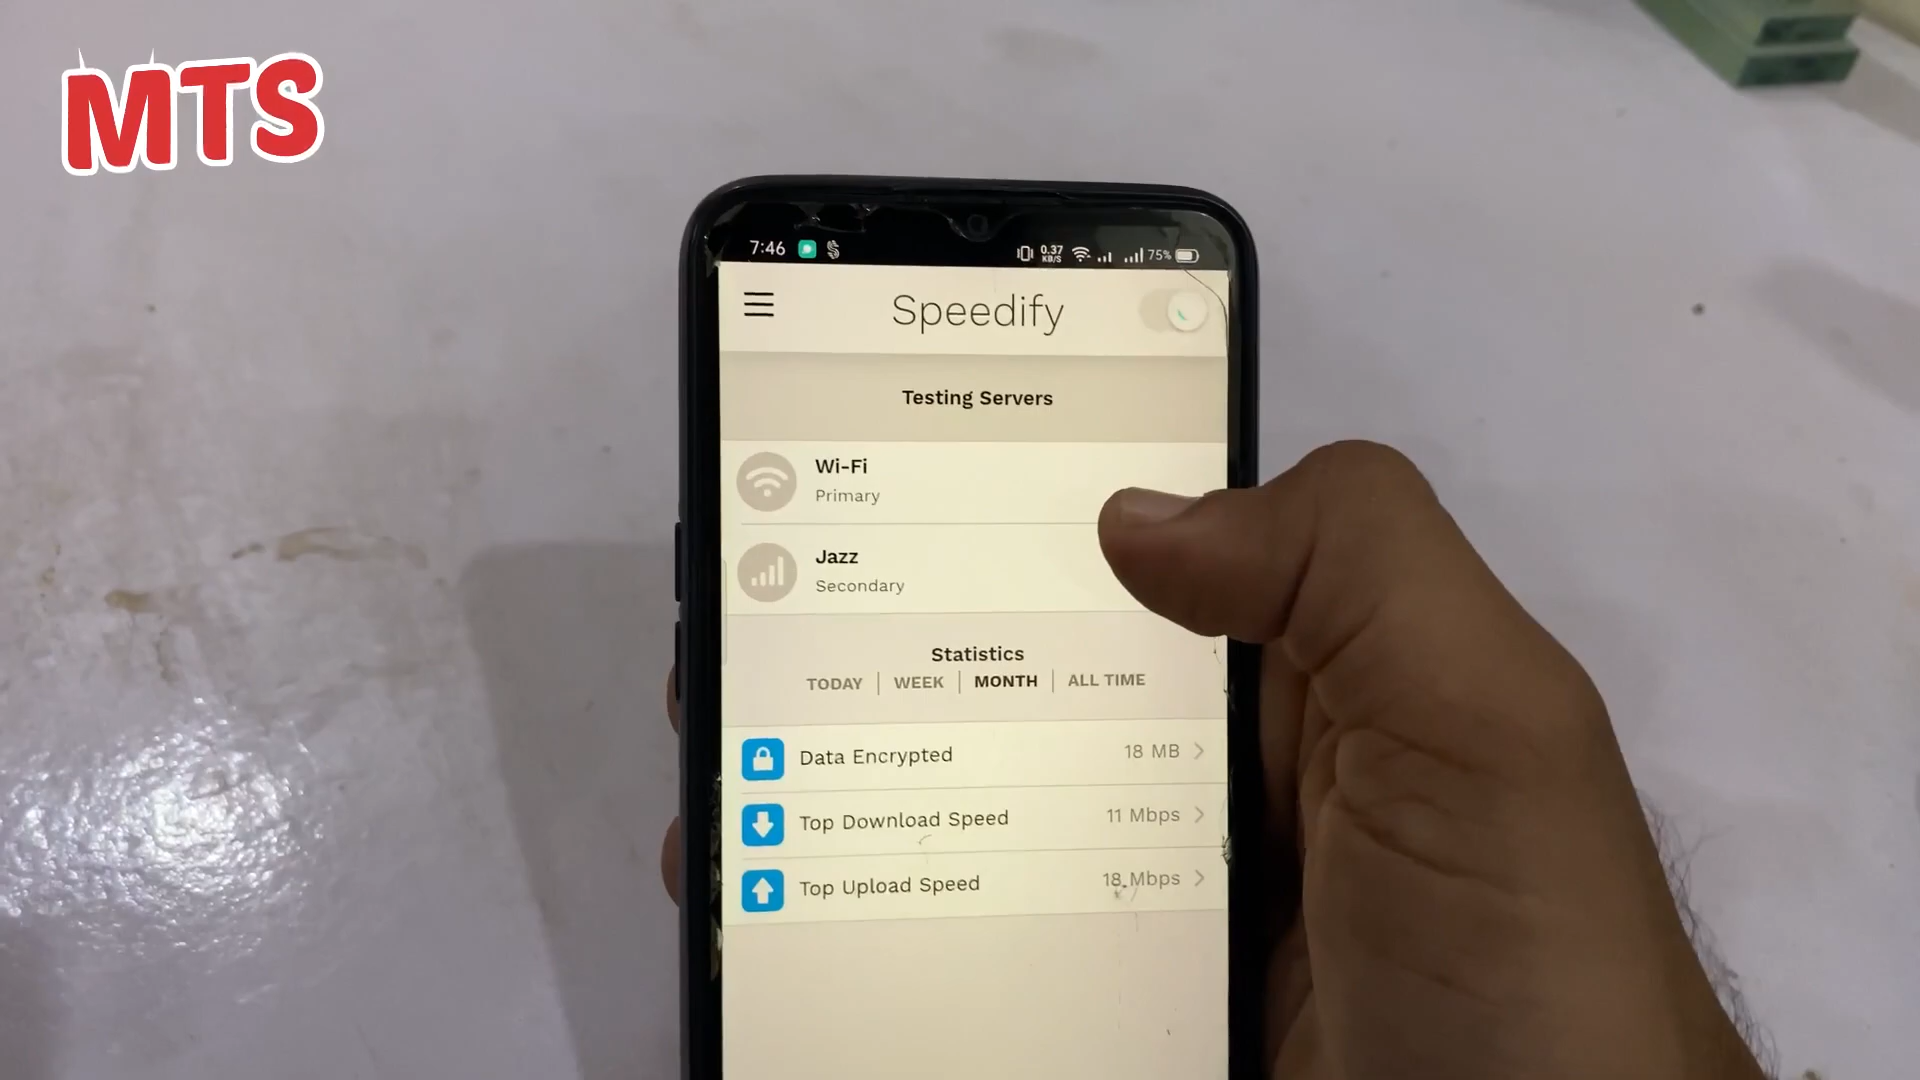 MTS
7:46
0.37
KB/S
75%
Speedify
Testing Servers
Wi-Fi
Primary
Jazz
Secondary
Statistics
TODAY | WEEK | MONTH | ALL TIME
Data Encrypted 18 MB
Top Download Speed 11 Mbps
Top Upload Speed 18 Mbps